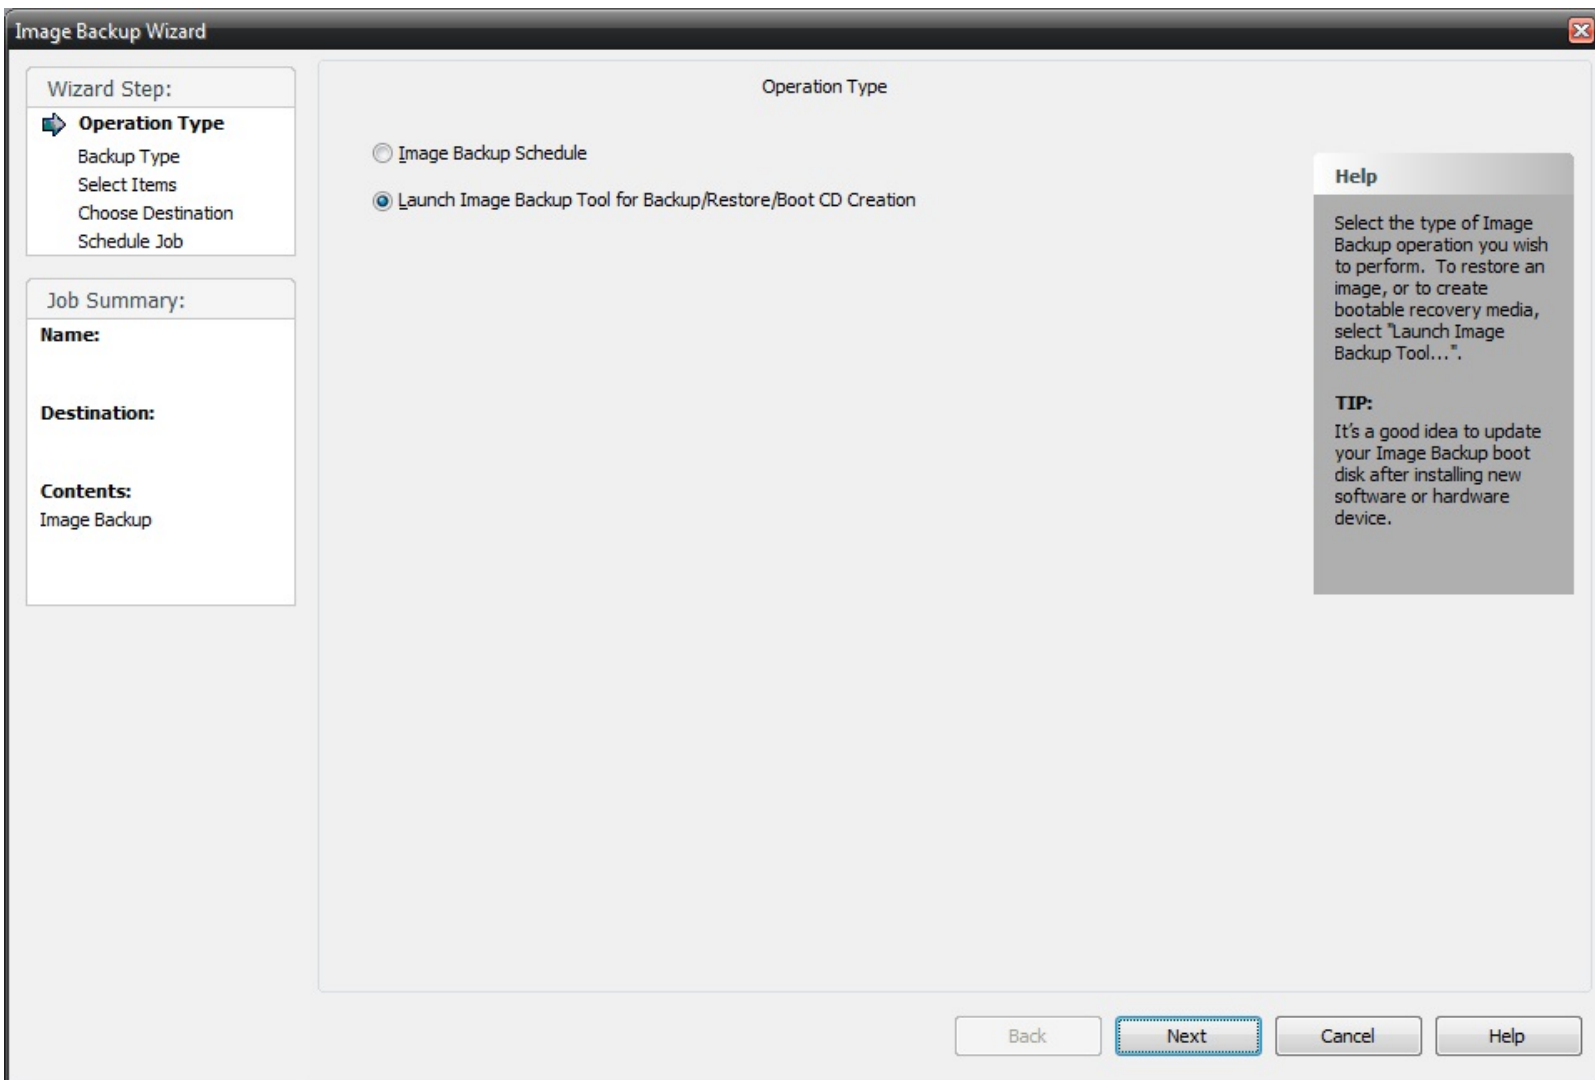 Image Backup Wizard
Wizard Step:
Operation Type
Backup Type
Select Items
Choose Destination
Schedule Job
Job Summary:
Name:
Destination:
Contents:
Image Backup
Operation Type
Image Backup Schedule
Launch Image Backup Tool for Backup/Restore/Boot CD Creation
Help
Select the type of Image
Backup operation you wish
to perform. To restore an
image, or to create
bootable recovery media,
select "Launch Image
Backup Tool...".
TIP:
It's a good idea to update
your Image Backup boot
disk after installing new
software or hardware
device.
Back
Next
Cancel
Help